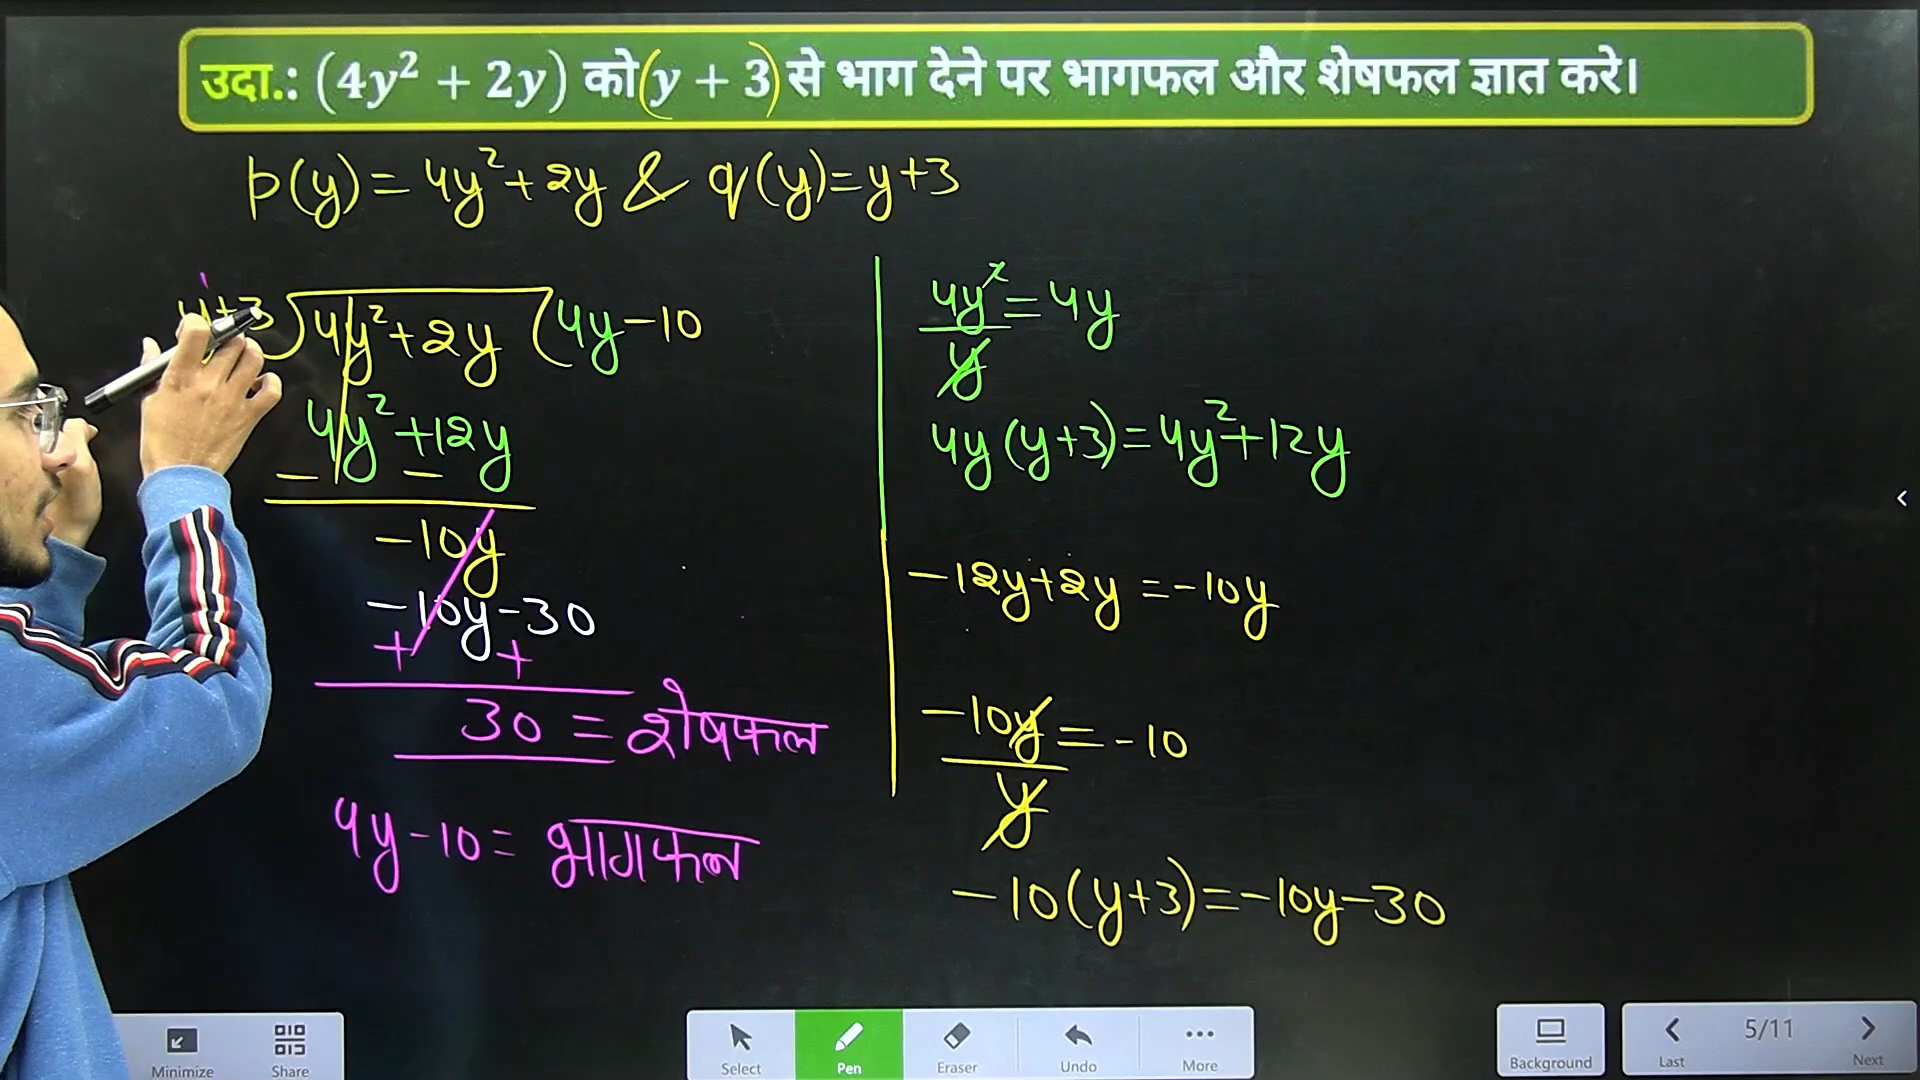 उदा.: (4y² + 2y) को (y + 3) से भाग देने पर भागफल और शेषफल ज्ञात करे।
p(y) = 4y² + 2y & q(y) = y+3
y+3) 4y² + 2y (4y - 10
4y² + 12y
- -
-10y
-10y - 30
+ +
30 = शेषफल
4y - 10 = भागफल
4y²/y = 4y
4y (y+3) = 4y² + 12y
-12y + 2y = -10y
-10y/y = -10
-10 (y+3) = -10y - 30
Minimize
Share
Select
Pen
Eraser
Undo
More
Background
Last
5/11
Next